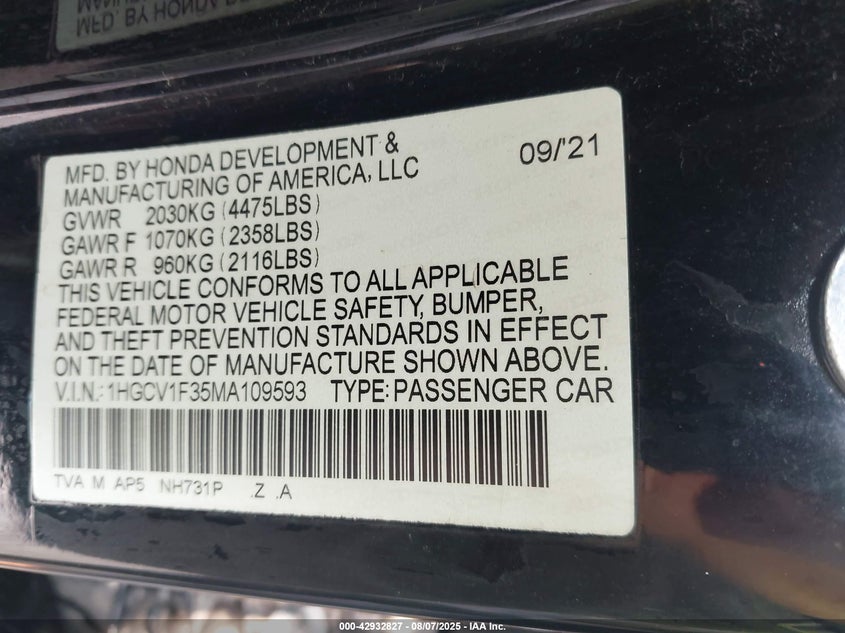 MFD. BY HONDA DEVELOPMENT &
MANUFACTURING OF AMERICA, LLC
09/'21
GVWR 2030KG (4475LBS)
GAWR F 1070KG (2358LBS)
GAWR R 960KG (2116LBS)
THIS VEHICLE CONFORMS TO ALL APPLICABLE
FEDERAL MOTOR VEHICLE SAFETY, BUMPER,
AND THEFT PREVENTION STANDARDS IN EFFECT
ON THE DATE OF MANUFACTURE SHOWN ABOVE.
V.I.N.: 1HGCV1F35MA109593 TYPE: PASSENGER CAR
TVA M AP5 NH731P .Z .A
000-42932827 - 08/07/2025 - IAA Inc.